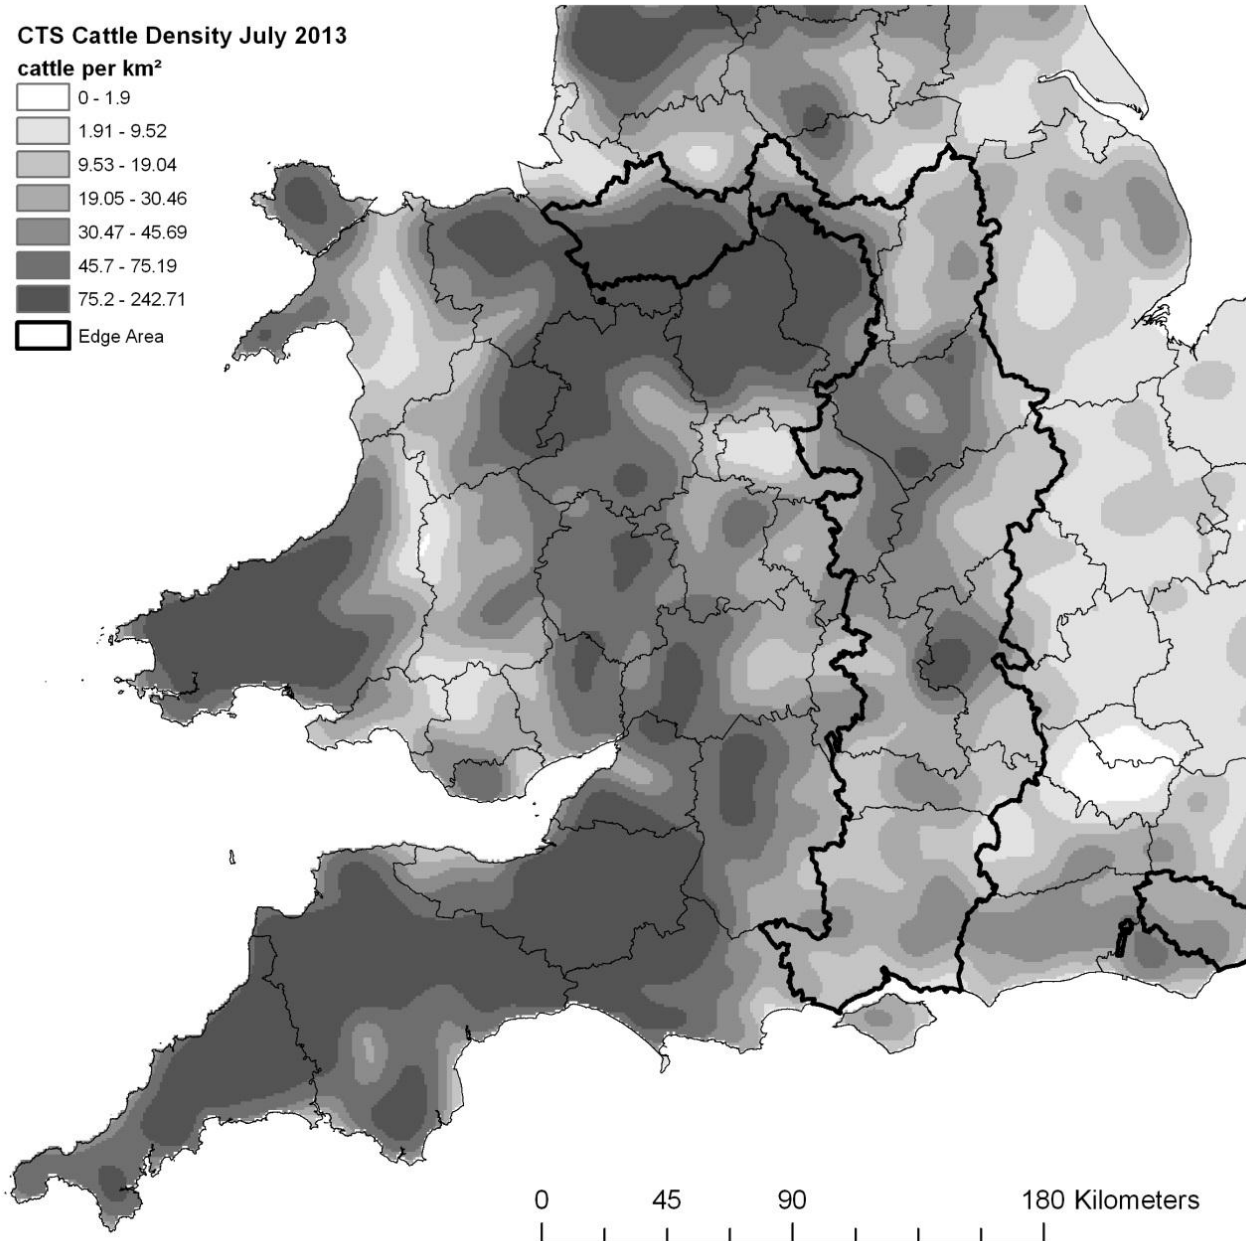 CTS Cattle Density July 2013
cattle per km²
0 - 1.9
1.91 - 9.52
9.53 - 19.04
19.05 - 30.46
30.47 - 45.69
45.7 - 75.19
75.2 - 242.71
Edge Area
0 45 90 180 Kilometers